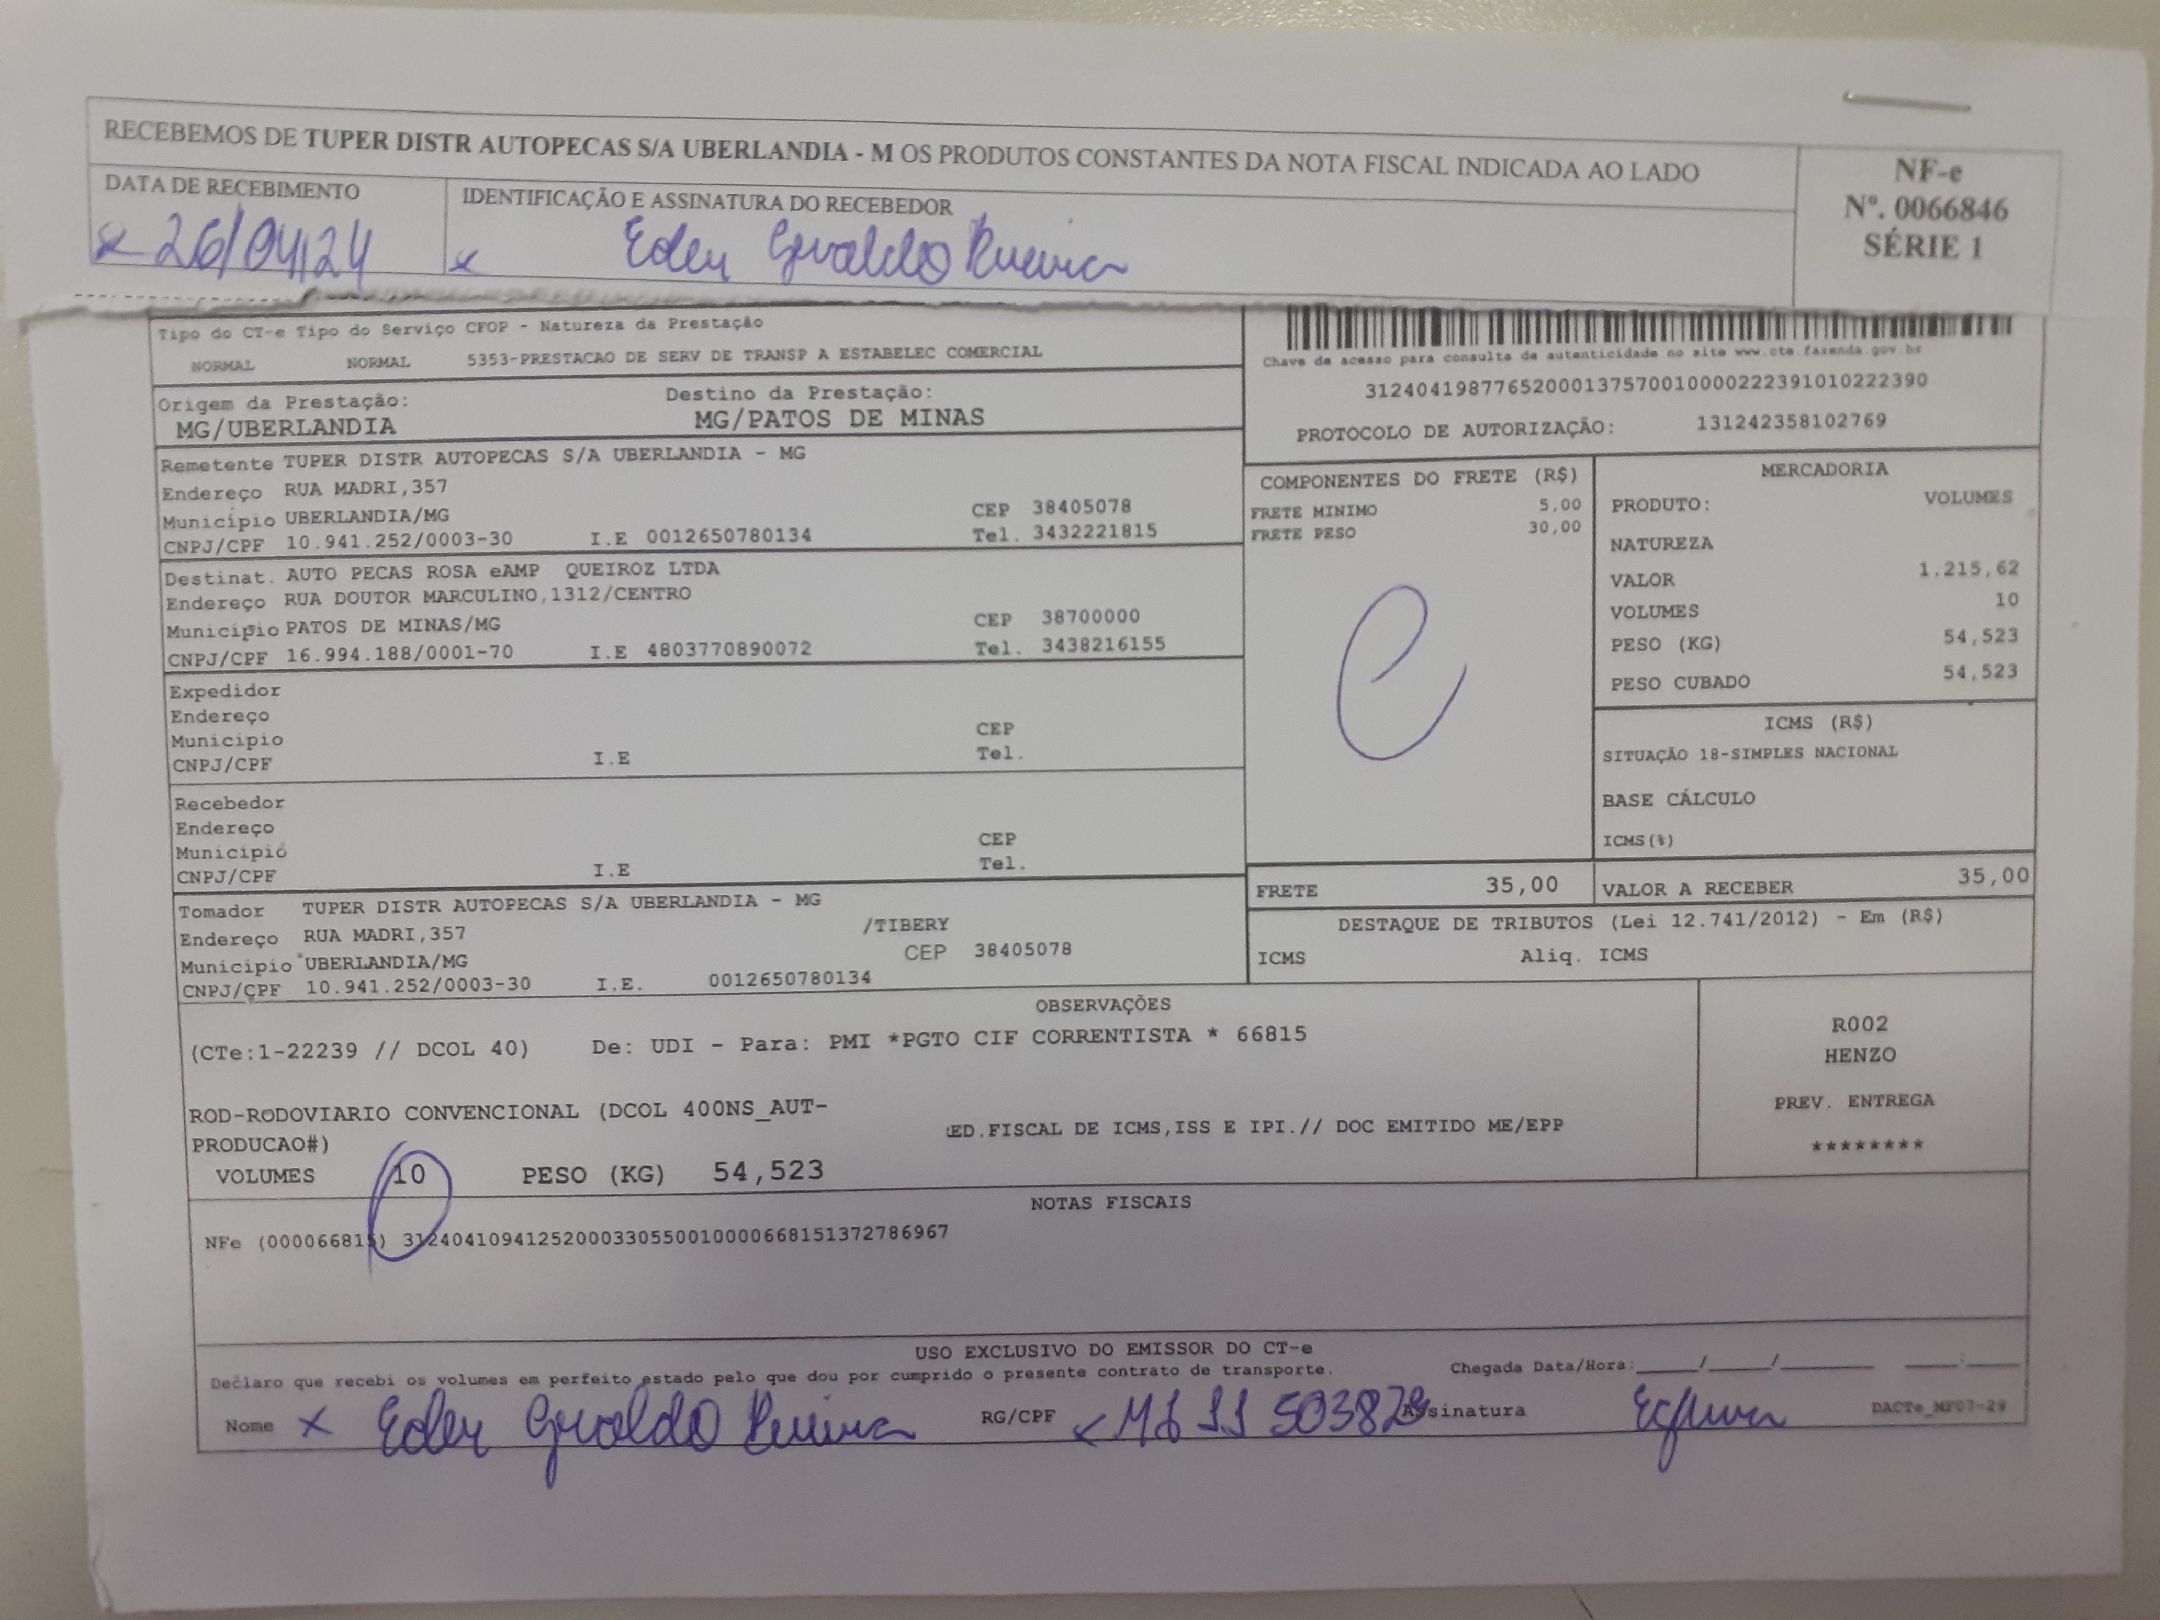 RECEBEMOS DE TUPER DISTR AUTOPECAS S/A UBERLANDIA - M OS PRODUTOS CONSTANTES DA NOTA FISCAL INDICADA AO LADO
NF-e
Nº. 0066846
SÉRIE 1
DATA DE RECEBIMENTO
x 26/04/24
IDENTIFICAÇÃO E ASSINATURA DO RECEBEDOR
x Eder Geraldo
Tipo do CT-e Tipo do Serviço CFOP - Natureza da Prestação
NORMAL NORMAL 5353-PRESTACAO DE SERV DE TRANSP A ESTABELEC COMERCIAL
Origem da Prestação: Destino da Prestação:
MG/UBERLANDIA MG/PATOS DE MINAS
Chave de acesso para consulta de autenticidade no site www.cte.fazenda.gov.br
31240419877652000137570010000222391010222390
PROTOCOLO DE AUTORIZAÇÃO: 131242358102769
Remetente TUPER DISTR AUTOPECAS S/A UBERLANDIA - MG
Endereço RUA MADRI,357
Município UBERLANDIA/MG CEP 38405078
CNPJ/CPF 10.941.252/0003-30 I.E 0012650780134 Tel. 3432221815
Destinat. AUTO PECAS ROSA eAMP QUEIROZ LTDA
Endereço RUA DOUTOR MARCULINO,1312/CENTRO
Município PATOS DE MINAS/MG CEP 38700000
CNPJ/CPF 16.994.188/0001-70 I.E 4803770890072 Tel. 3438216155
Expedidor
Endereço
Município CEP
CNPJ/CPF I.E Tel.
Recebedor
Endereço
Município CEP
CNPJ/CPF I.E Tel.
Tomador TUPER DISTR AUTOPECAS S/A UBERLANDIA - MG
Endereço RUA MADRI,357 /TIBERY
Município UBERLANDIA/MG CEP 38405078
CNPJ/CPF 10.941.252/0003-30 I.E. 0012650780134
COMPONENTES DO FRETE (R$)
FRETE MINIMO 5,00
FRETE PESO 30,00
MERCADORIA
PRODUTO: VOLUMES
NATUREZA
VALOR 1.215,62
VOLUMES 10
PESO (KG) 54,523
PESO CUBADO 54,523
ICMS (R$)
SITUAÇÃO 18-SIMPLES NACIONAL
BASE CÁLCULO
ICMS(%)
FRETE 35,00 VALOR A RECEBER 35,00
DESTAQUE DE TRIBUTOS (Lei 12.741/2012) - Em (R$)
ICMS Aliq. ICMS
OBSERVAÇÕES
(CTe:1-22239 // DCOL 40) De: UDI - Para: PMI *PGTO CIF CORRENTISTA * 66815
ROD-RODOVIARIO CONVENCIONAL (DCOL 400NS_AUT-
PRODUCAO#) ED.FISCAL DE ICMS,ISS E IPI.// DOC EMITIDO ME/EPP
VOLUMES 10 PESO (KG) 54,523
R002
HENZO
PREV. ENTREGA
********
NOTAS FISCAIS
NFe (000066815) 31240410941252000330550010000668151372786967
USO EXCLUSIVO DO EMISSOR DO CT-e
Declaro que recebi os volumes em perfeito estado pelo que dou por cumprido o presente contrato de transporte. Chegada Data/Hora:____/____/______ ____:____
Nome x Eder Geraldo RG/CPF Assinatura DACTe_MF07-29